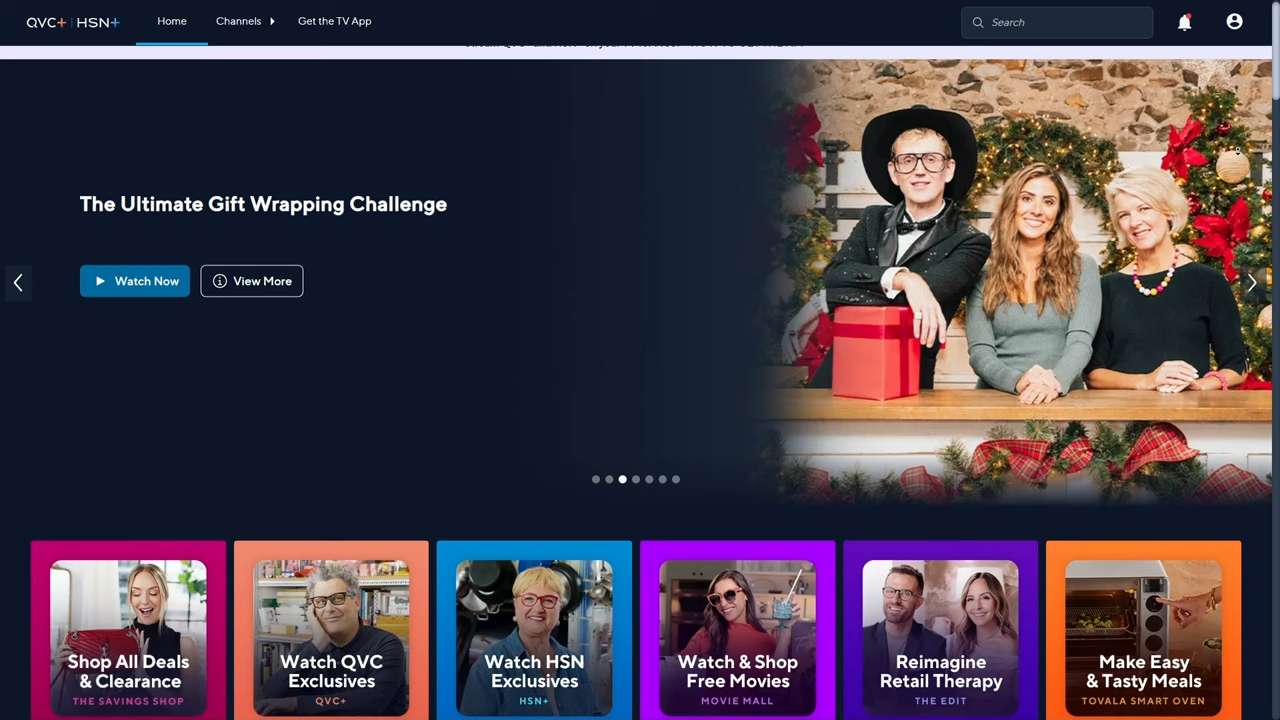 QVC+ | HSN+
Home
Channels
Get the TV App
Search
The Ultimate Gift Wrapping Challenge
Watch Now
View More
Shop All Deals
& Clearance
THE SAVINGS SHOP
Watch QVC
Exclusives
QVC+
Watch HSN
Exclusives
HSN+
Watch & Shop
Free Movies
MOVIE MALL
Reimagine
Retail Therapy
THE EDIT
Make Easy
& Tasty Meals
TOVALA SMART OVEN